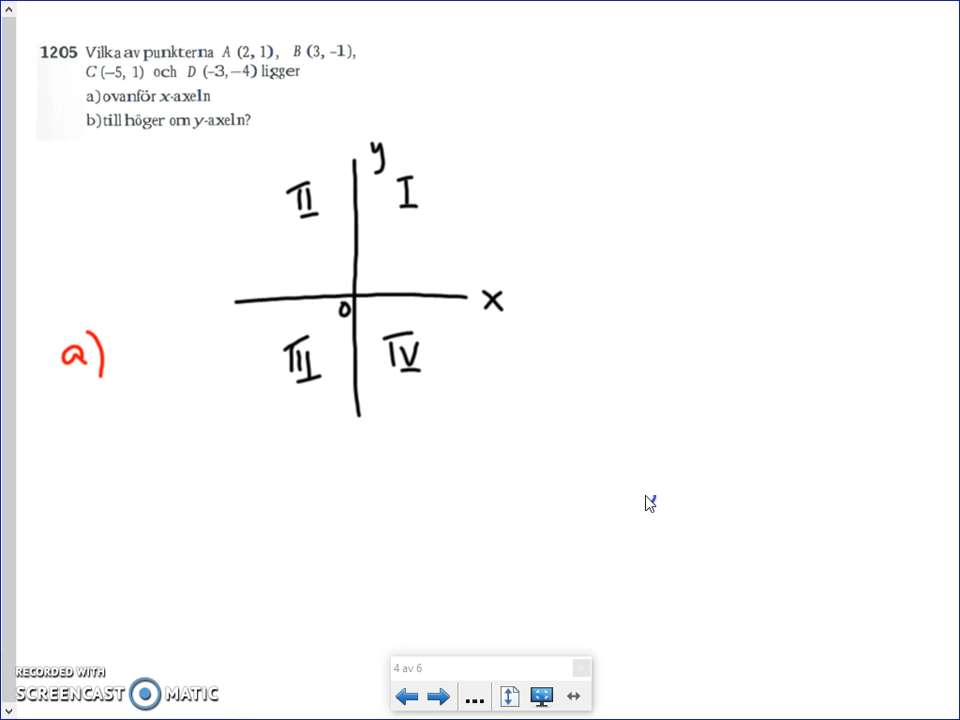 1205 Vilka av punkterna A (2, 1), B (3, -1),
C (-5, 1) och D (-3, -4) ligger
a) ovanför x-axeln
b) till höger om y-axeln?
y
II I
0 x
a) III IV
4 av 6
RECORDED WITH
SCREENCAST MATIC